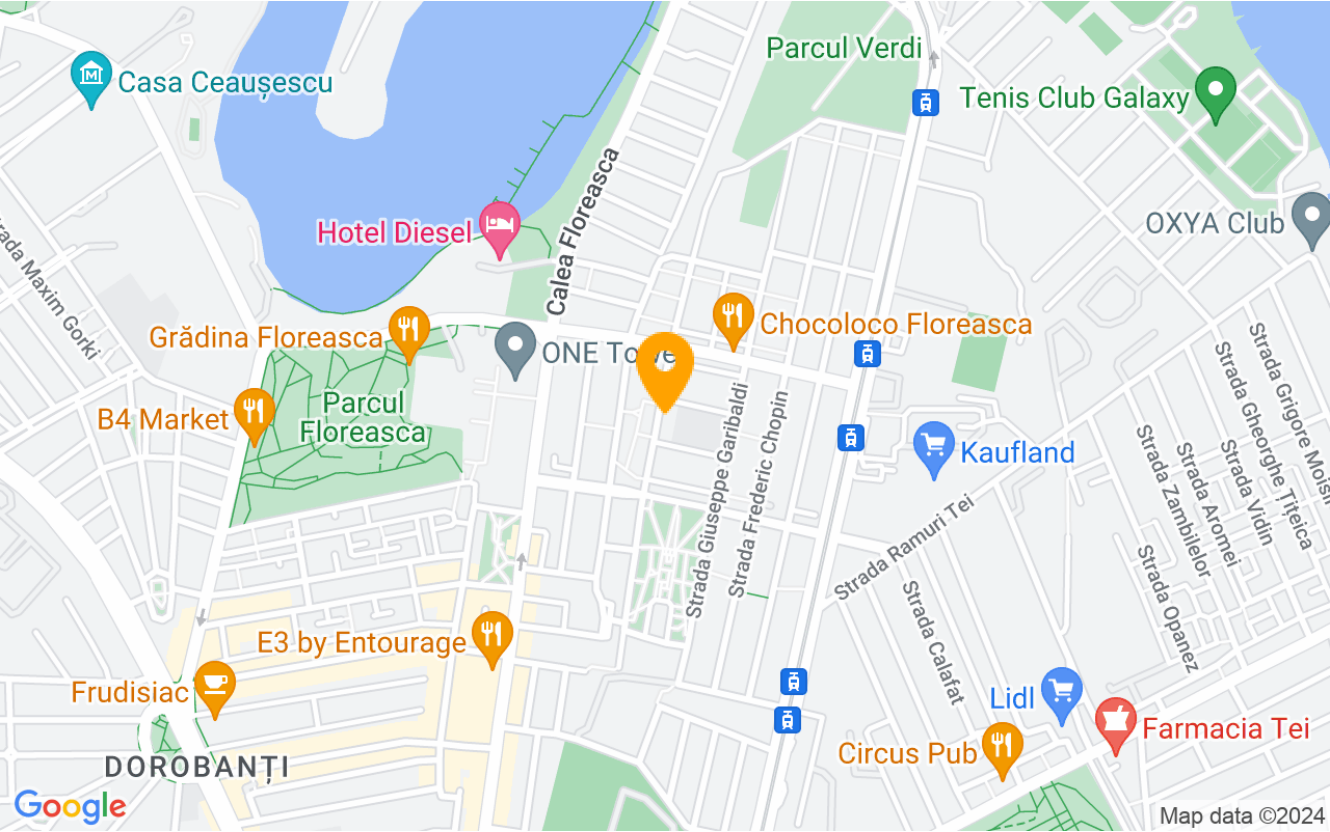 Parcul Verdi
Casa Ceaușescu
Tenis Club Galaxy
Calea Floreasca
Hotel Diesel
OXYA Club
Strada Maxim Gorki
Grădina Floreasca
ONE Towe
Chocoloco Floreasca
Strada Grigore Moisil
Strada Gheorghe Țițeica
Parcul
Floreasca
B4 Market
Strada Giuseppe Garibaldi
Strada Frederic Chopin
Kaufland
Strada Zambilelor
Strada Aromei
Strada Vidin
Strada Ramuri Tei
Strada Opanez
Strada Calafat
E3 by Entourage
Frudisiac
Lidl
Farmacia Tei
Circus Pub
DOROBANȚI
Google
Map data ©2024